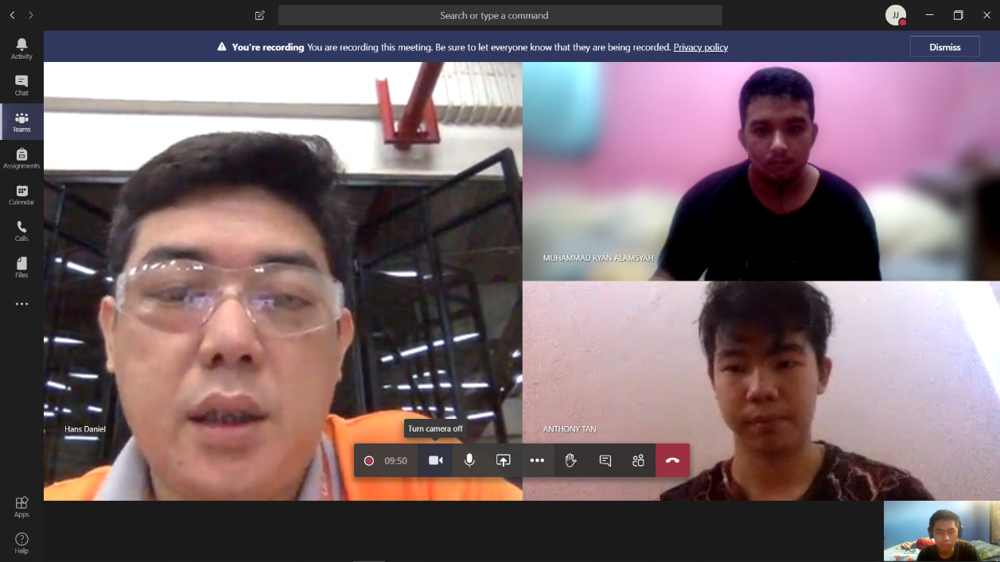 Search or type a command
JJ
You're recording You are recording this meeting. Be sure to let everyone know that they are being recorded. Privacy policy
Dismiss
Activity
Chat
Teams
Assignments
Calendar
Calls
Files
MUHAMMAD RYAN ALAMSYAH
Hans Daniel
ANTHONY TAN
Turn camera off
09:50
Apps
Help